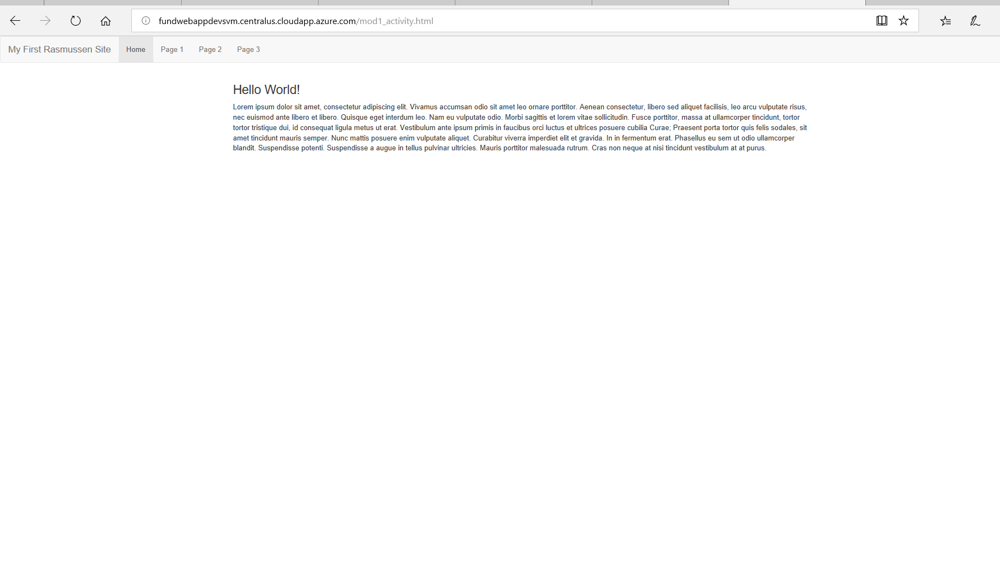 fundwebappdevsvm.centralus.cloudapp.azure.com/mod1_activity.html
My First Rasmussen Site Home Page 1 Page 2 Page 3
Hello World!
Lorem ipsum dolor sit amet, consectetur adipiscing elit. Vivamus accumsan odio sit amet leo ornare porttitor. Aenean consectetur, libero sed aliquet facilisis, leo arcu vulputate risus,
nec euismod ante libero et libero. Quisque eget interdum leo. Nam eu vulputate odio. Morbi sagittis et lorem vitae sollicitudin. Fusce porttitor, massa at ullamcorper tincidunt, tortor
tortor tristique dui, id consequat ligula metus ut erat. Vestibulum ante ipsum primis in faucibus orci luctus et ultrices posuere cubilia Curae; Praesent porta tortor quis felis sodales, sit
amet tincidunt mauris semper. Nunc mattis posuere enim vulputate aliquet. Curabitur viverra imperdiet elit et gravida. In in fermentum erat. Phasellus eu sem ut odio ullamcorper
blandit. Suspendisse potenti. Suspendisse a augue in tellus pulvinar ultricies. Mauris porttitor malesuada rutrum. Cras non neque at nisi tincidunt vestibulum at at purus.